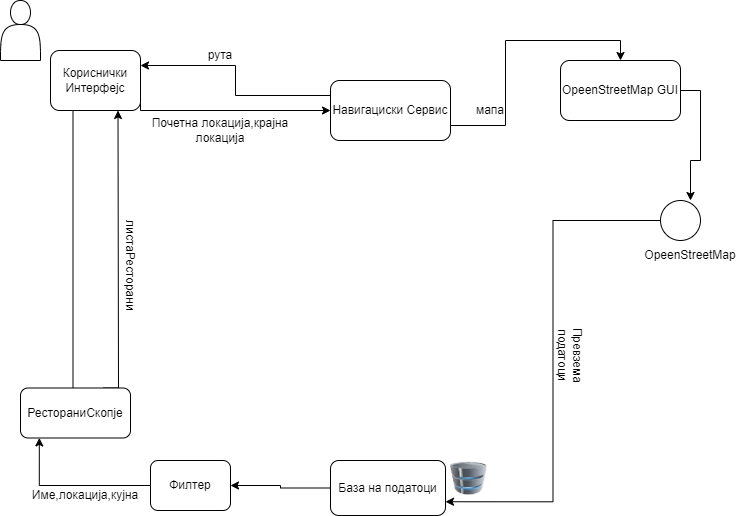 рута
Кориснички
Интерфејс
OpeenStreetMap GUI
Навигациски Сервис
мапа
Почетна локација,крајна
локација
OpeenStreetMap
листаРесторани
Превзема
податоци
РесторaниСкопје
Филтер
База на податоци
Име,локација,кујна